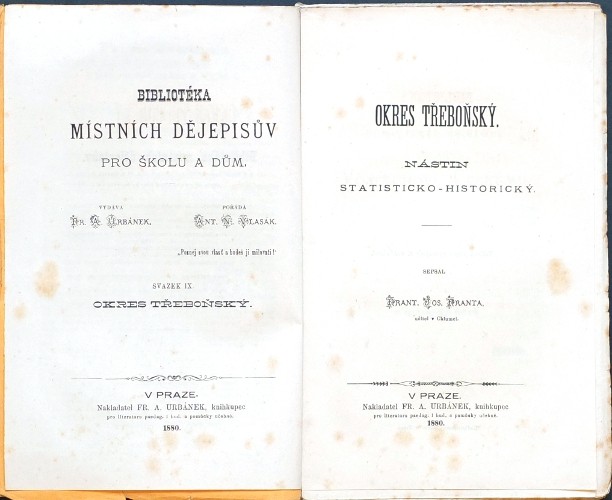 BIBLIOTÉKA
MÍSTNÍCH DĚJEPISŮV
PRO ŠKOLU A DŮM.
VYDÁVÁ
FR. A. URBÁNEK.
POŘÁDÁ
ANT. N. VLASÁK.
„Poznej svou vlasť a budeš ji milovati!“
SVAZEK IX.
OKRES TŘEBOŇSKÝ.
V PRAZE.
Nakladatel FR. A. URBÁNEK, knihkupec
pro literaturu paedag. i hud. a pomůcky učebné.
1880.
OKRES TŘEBOŇSKÝ.
NÁSTIN
STATISTICKO-HISTORICKÝ.
SEPSAL
FRANT. JOS. FRANTA,
učitel v
V PRAZE.
Nakladatel FR. A. URBÁNEK, knihkupec
pro literaturu paedag. i hud. a pomůcky učebné.
1880.